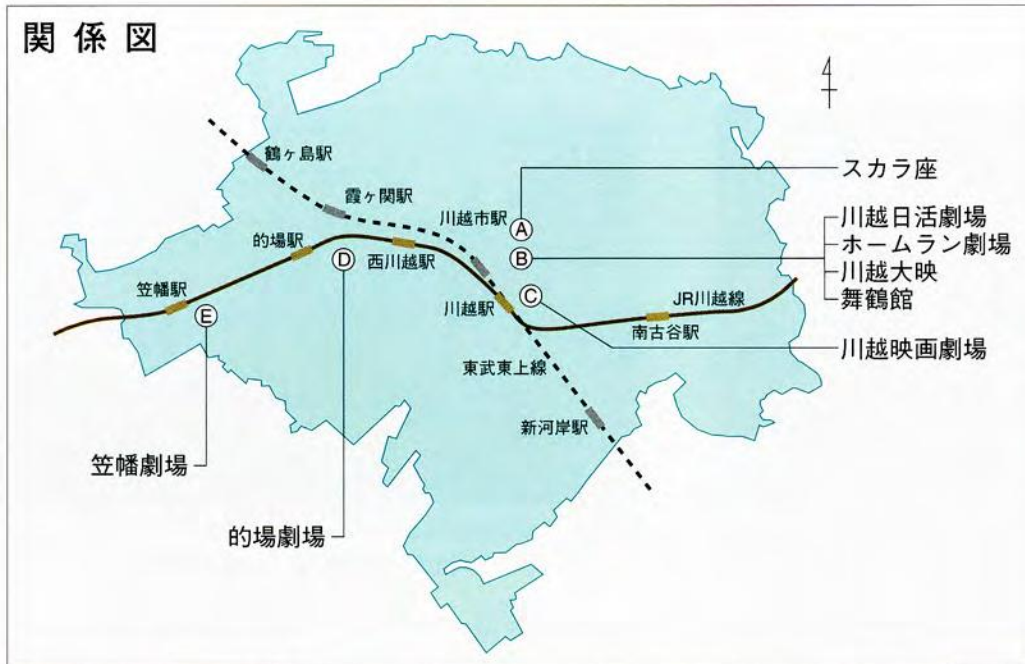 関係図
スカラ座
鶴ヶ島駅
霞ヶ関駅
川越市駅
A
川越日活劇場
ホームラン劇場
川越大映
舞鶴館
的場駅
B
D
西川越駅
笠幡駅
C
E
川越駅
JR川越線
南古谷駅
川越映画劇場
東武東上線
新河岸駅
笠幡劇場
的場劇場
4